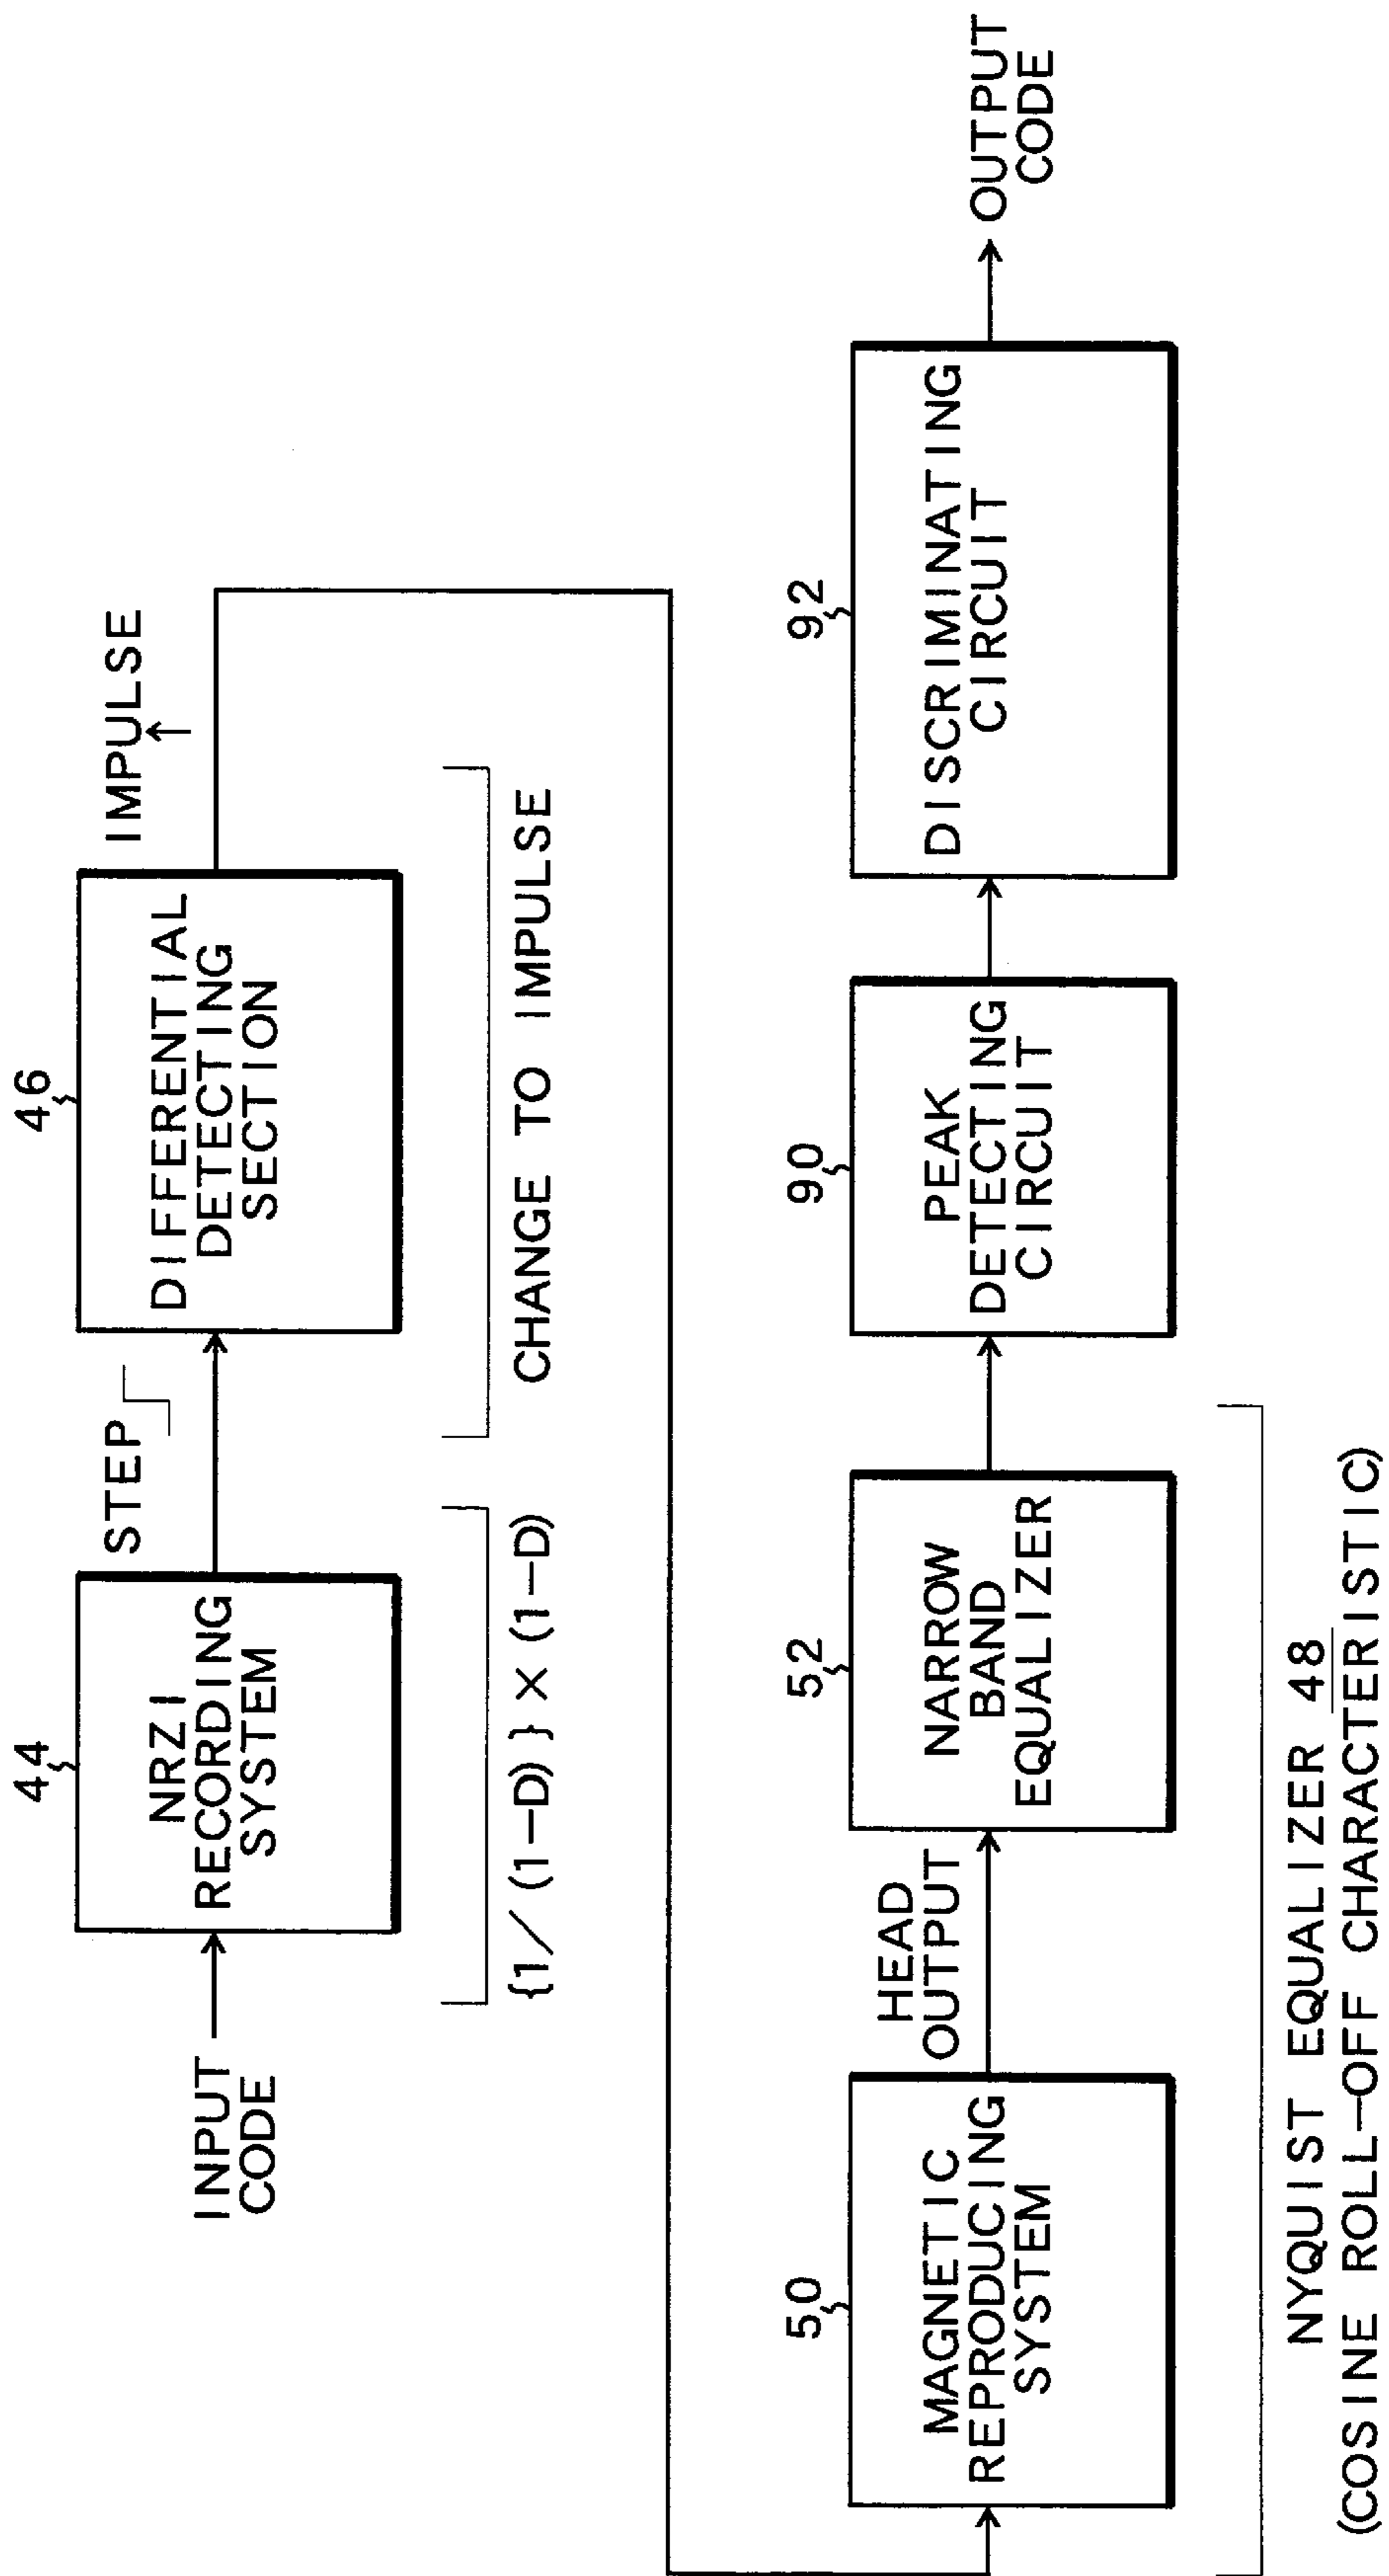 INPUT
CODE
44
NRZI
RECORDING
SYSTEM
{1/(1-D)}×(1-D)
STEP
46
DIFFERENTIAL
DETECTING
SECTION
CHANGE TO IMPULSE
IMPULSE
50
MAGNETIC
REPRODUCING
SYSTEM
HEAD
OUTPUT
52
NARROW
BAND
EQUALIZER
NYQUIST EQUALIZER 48
(COSINE ROLL-OFF CHARACTERISTIC)
90
PEAK
DETECTING
CIRCUIT
92
DISCRIMINATING
CIRCUIT
OUTPUT
CODE